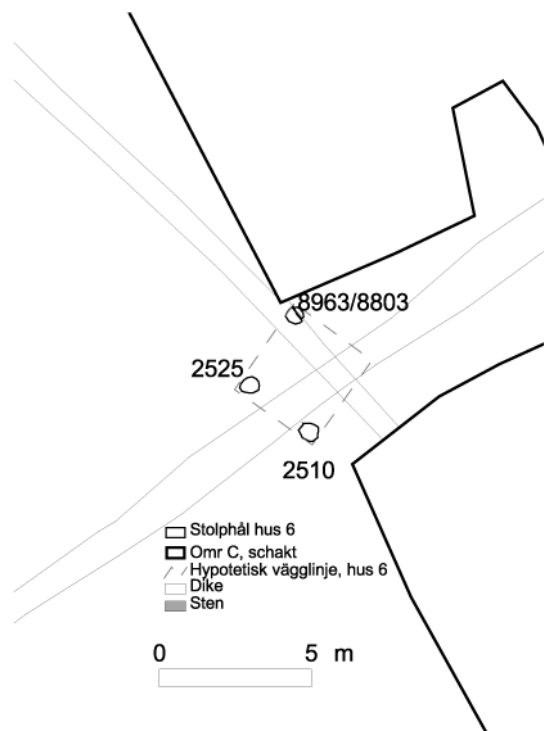 8963/8803
2525
2510
Stolphål hus 6
Omr C, schakt
Hypotetisk vägglinje, hus 6
Dike
Sten
0 5 m